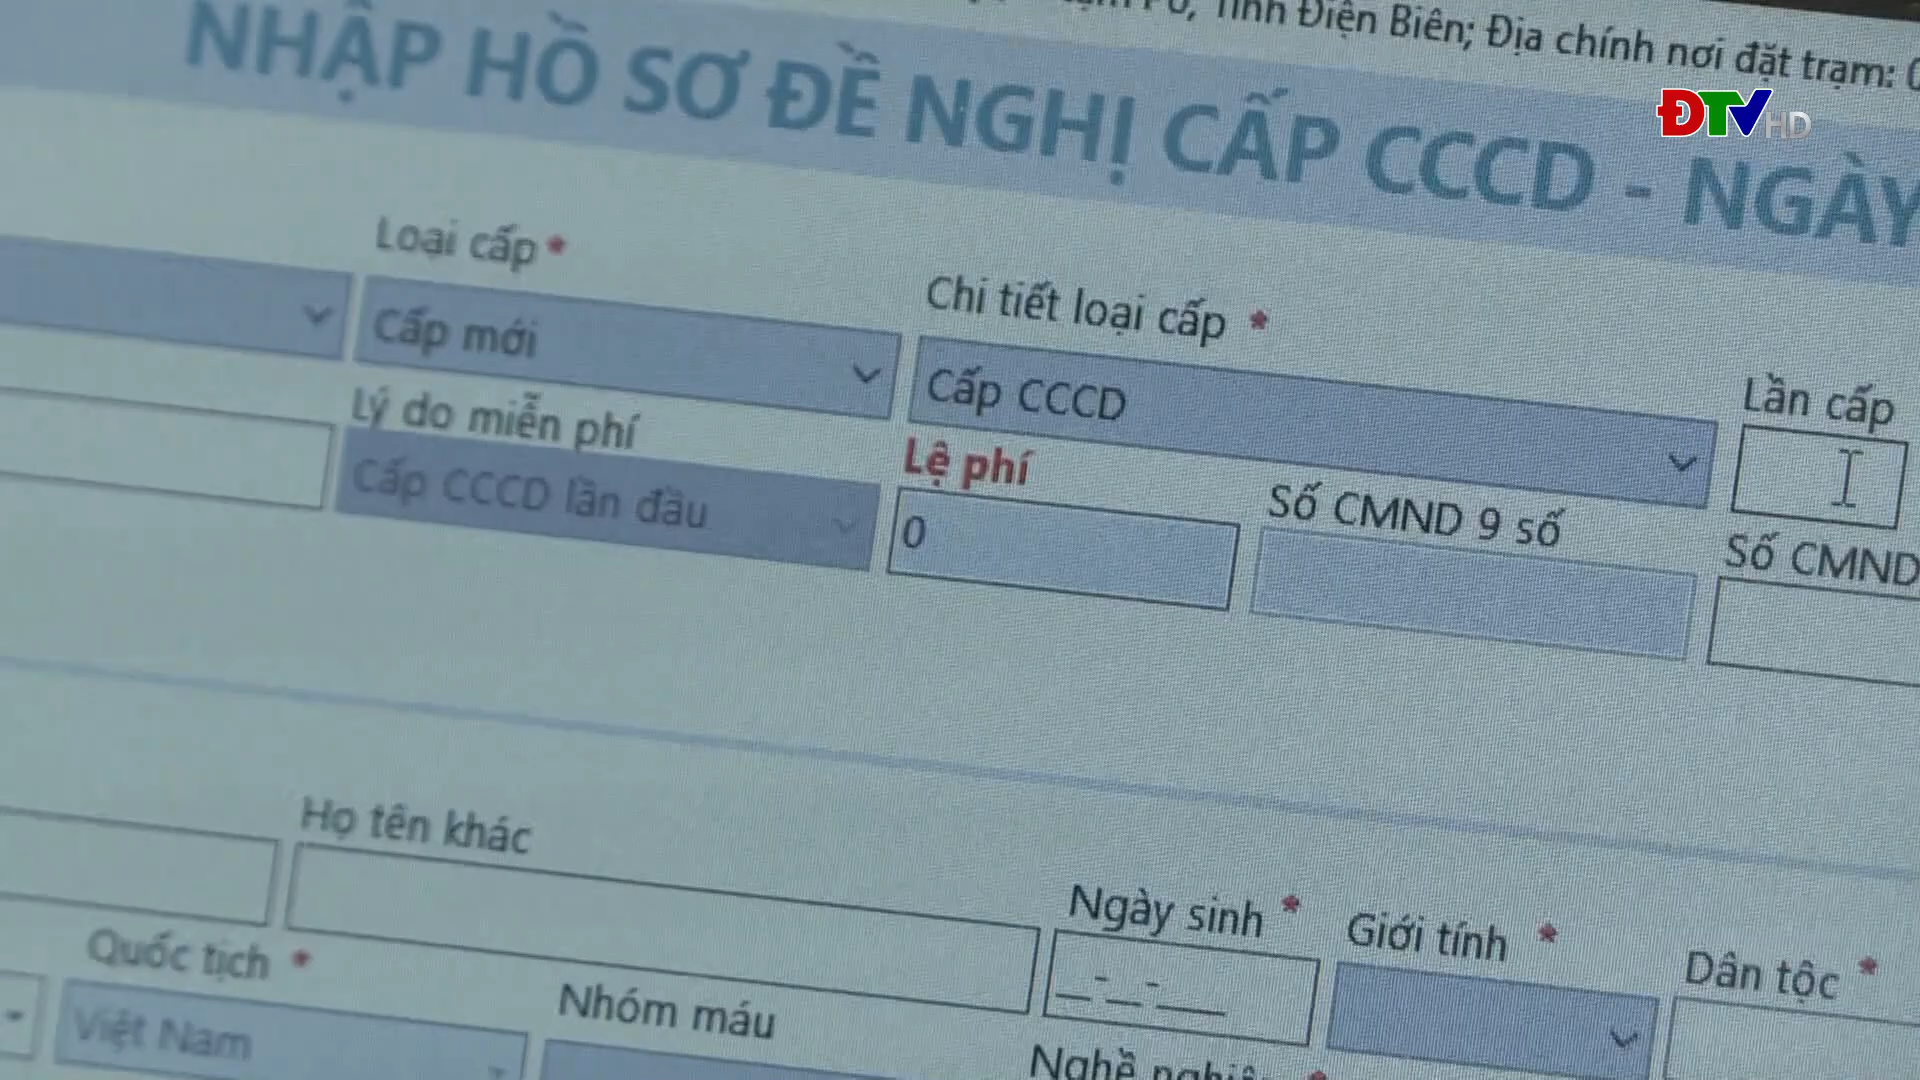 Tỉnh Điện Biên; Địa chính nơi đặt trạm:
ĐTV HD
NHẬP HỒ SƠ ĐỀ NGHỊ CẤP CCCD - NGÀY
Loại cấp *
Chi tiết loại cấp *
Lần cấp
Cấp mới
Cấp CCCD
Lý do miễn phí
Lệ phí
Số CMND 9 số
Số CMND
Cấp CCCD lần đầu
0
Họ tên khác
Ngày sinh *
Giới tính *
Dân tộc *
__-__-____
Quốc tịch *
Nhóm máu
Việt Nam